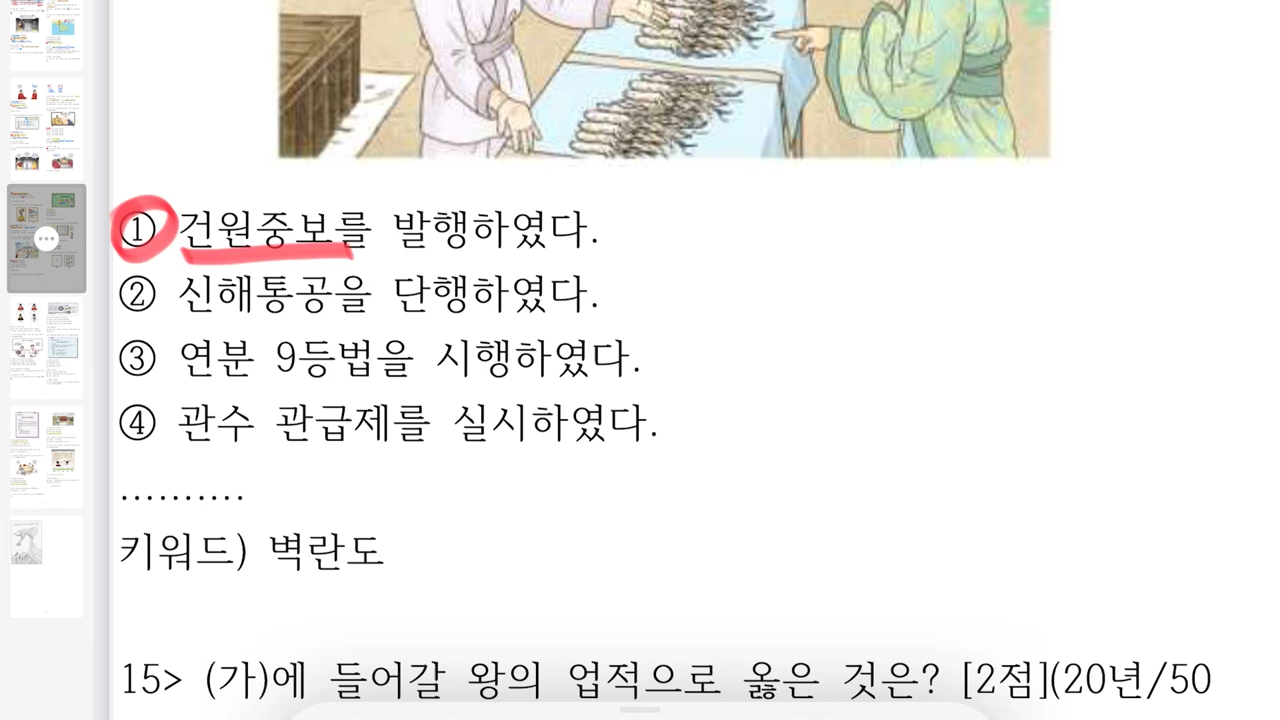 ① 건원중보를 발행하였다.
② 신해통공을 단행하였다.
③ 연분 9등법을 시행하였다.
④ 관수 관급제를 실시하였다.
..........
키워드) 벽란도
15> (가)에 들어갈 왕의 업적으로 옳은 것은? [2점](20년/50